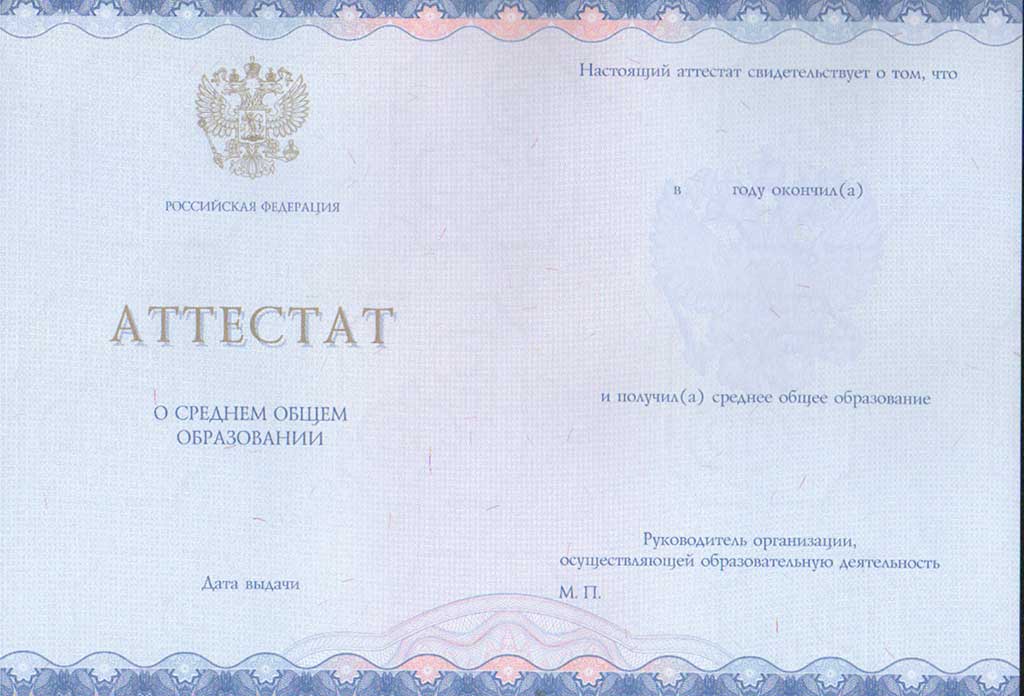 РОССИЙСКАЯ ФЕДЕРАЦИЯ
АТТЕСТАТ
О СРЕДНЕМ ОБЩЕМ
ОБРАЗОВАНИИ
Дата выдачи
Настоящий аттестат свидетельствует о том, что
в году окончил(а)
и получил(а) среднее общее образование
Руководитель организации,
осуществляющей образовательную деятельность
М. П.